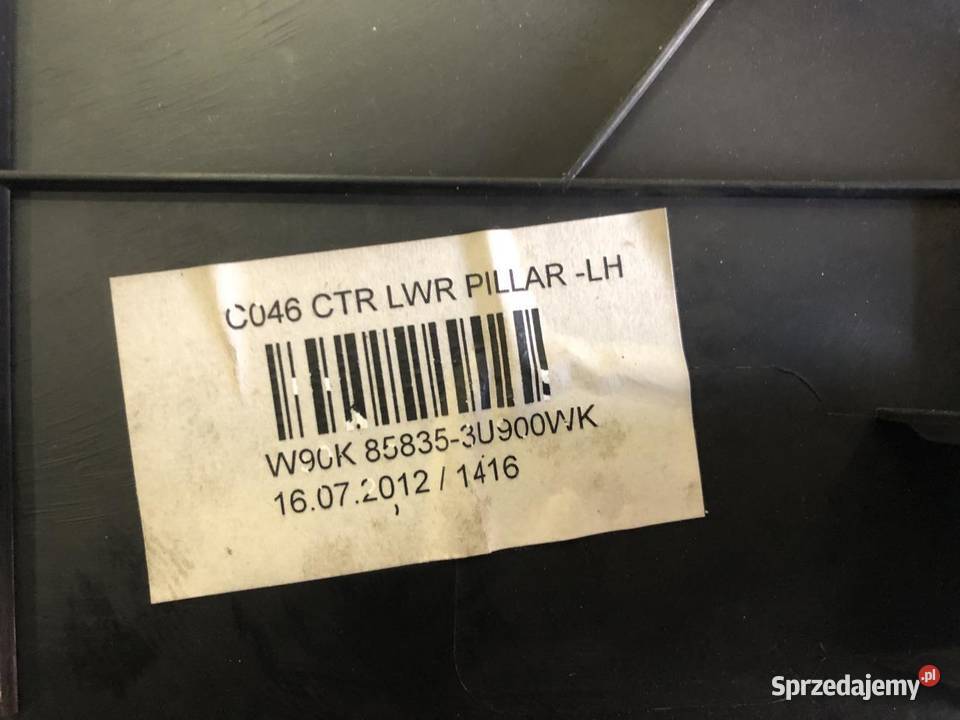 C046 CTR LWR PILLAR -LH
W90K 85835-3U900WK
16.07.2012 / 1416
Sprzedajemy.pl